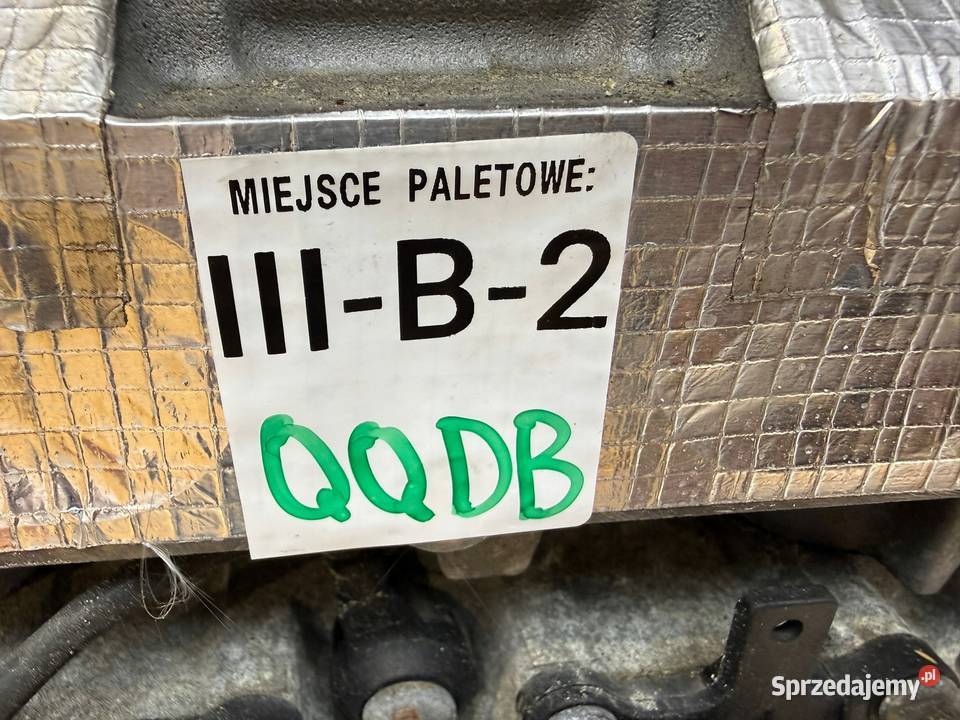 MIEJSCE PALETOWE:
III-B-2
QQDB
Sprzedajemy.pl